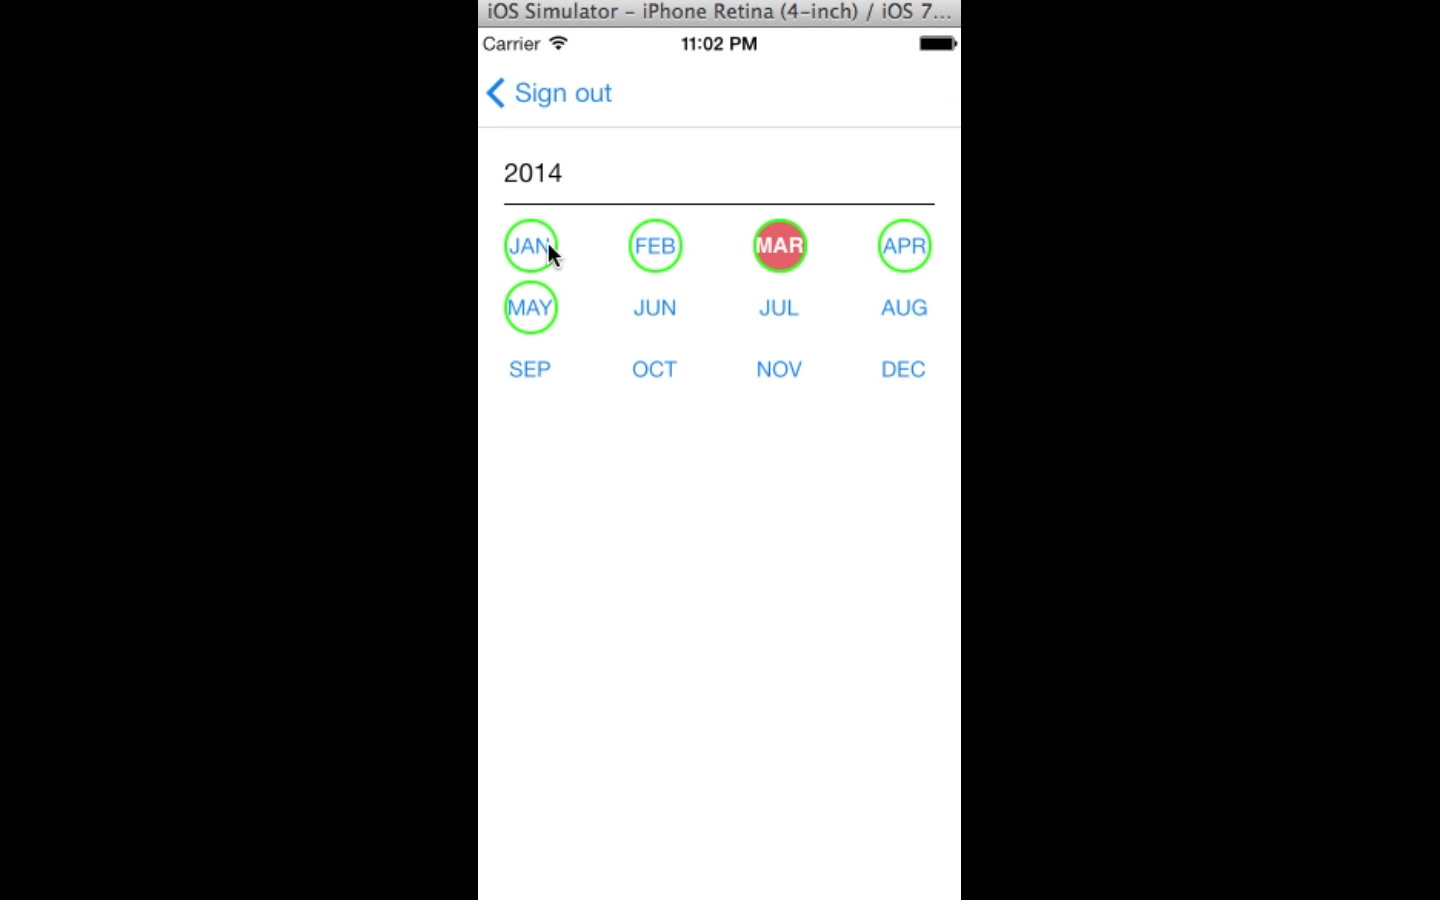 iOS Simulator – iPhone Retina (4-inch) / iOS 7...
Carrier 11:02 PM
Sign out
2014
JAN FEB MAR APR
MAY JUN JUL AUG
SEP OCT NOV DEC